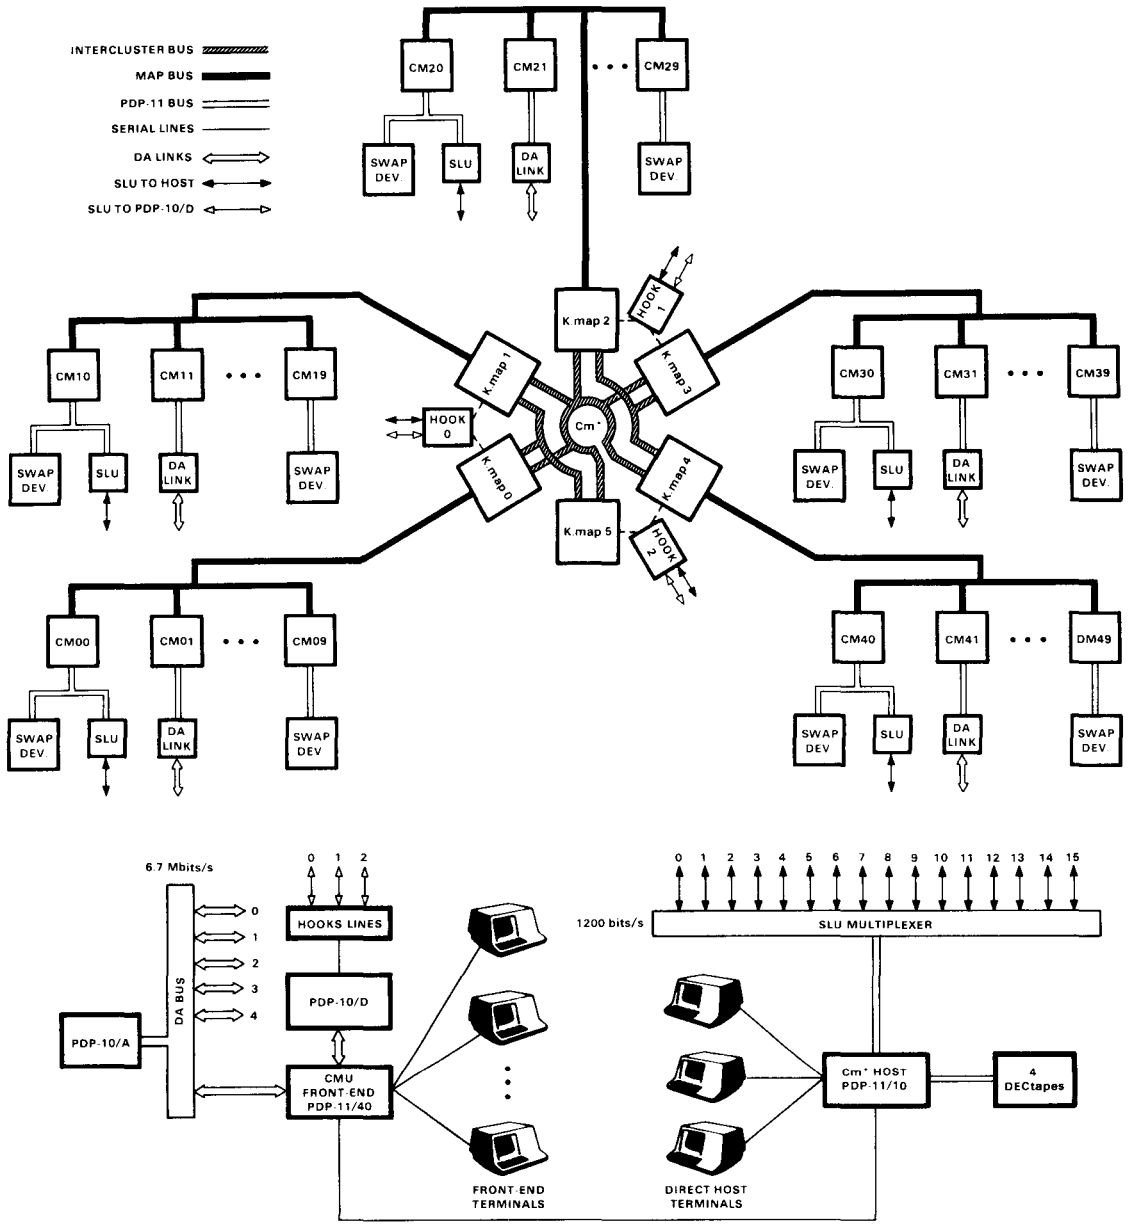 INTERCLUSTER BUS
MAP BUS
PDP-11 BUS
SERIAL LINES
DA LINKS
SLU TO HOST
SLU TO PDP-10/D
CM20
CM21
CM29
SWAP
DEV.
SLU
DA
LINK
SWAP
DEV.
K.map 2
HOOK
1
K.map 1
K.map 3
Cm*
HOOK
0
K.map 0
K.map 4
K.map 5
HOOK
2
CM10
CM11
CM19
SWAP
DEV.
SLU
DA
LINK
SWAP
DEV.
CM30
CM31
CM39
SWAP
DEV.
SLU
DA
LINK
SWAP
DEV.
CM00
CM01
CM09
SWAP
DEV.
SLU
DA
LINK
SWAP
DEV
CM40
CM41
DM49
SWAP
DEV
SLU
DA
LINK
SWAP
DEV.
6.7 Mbits/s
0 1 2
HOOKS LINES
DA BUS
0
1
2
3
4
PDP-10/D
PDP-10/A
CMU
FRONT-END
PDP-11/40
FRONT-END
TERMINALS
0 1 2 3 4 5 6 7 8 9 10 11 12 13 14 15
1200 bits/s
SLU MULTIPLEXER
Cm* HOST
PDP-11/10
4
DECtapes
DIRECT HOST
TERMINALS